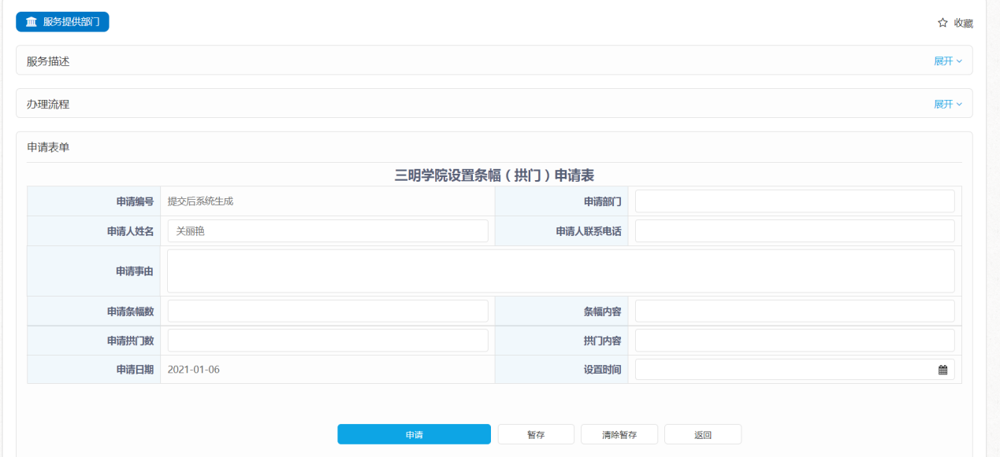 服务提供部门
收藏
服务描述
展开
办理流程
展开
申请表单
三明学院设置条幅（拱门）申请表
申请编号 提交后系统生成 申请部门
申请人姓名 关丽艳 申请人联系电话
申请事由
申请条幅数 条幅内容
申请拱门数 拱门内容
申请日期 2021-01-06 设置时间
申请 暂存 清除暂存 返回